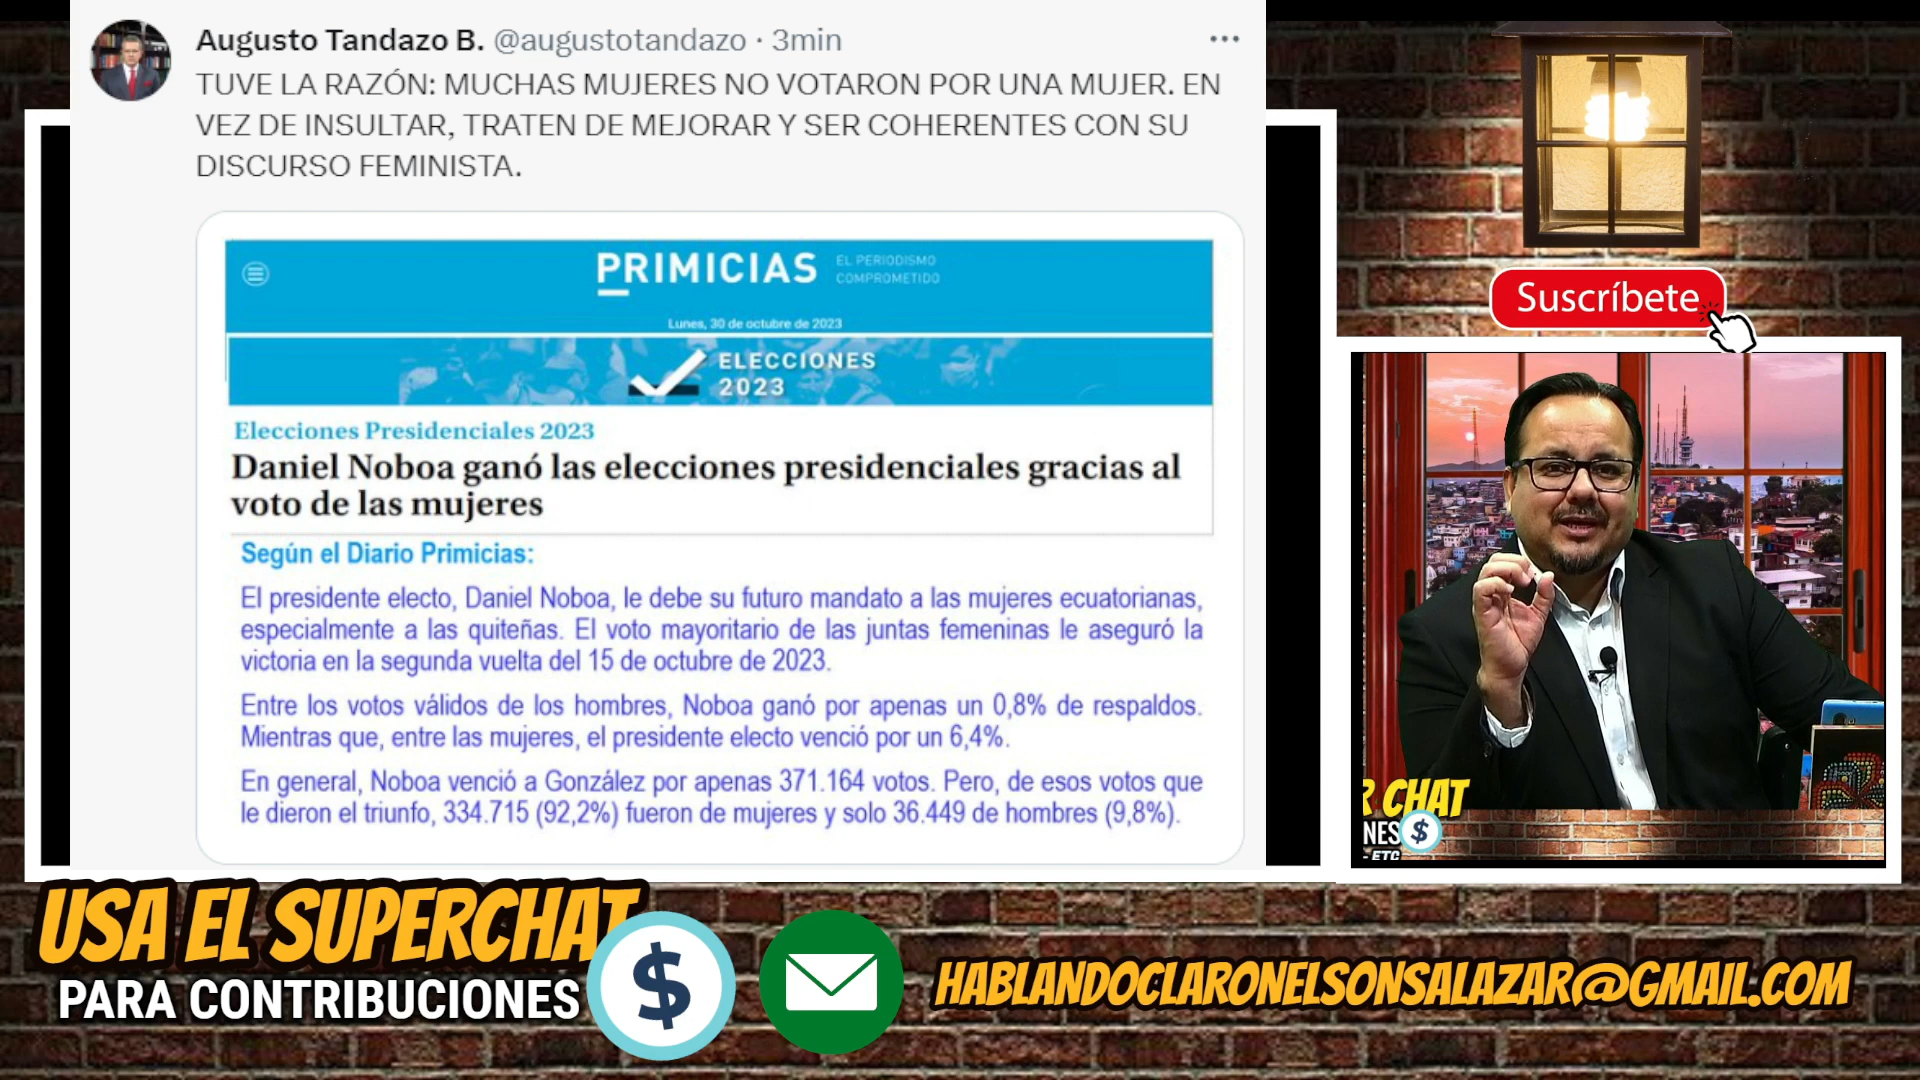 Augusto Tandazo B. @augustotandazo · 3min
TUVE LA RAZÓN: MUCHAS MUJERES NO VOTARON POR UNA MUJER. EN
VEZ DE INSULTAR, TRATEN DE MEJORAR Y SER COHERENTES CON SU
DISCURSO FEMINISTA.
PRIMICIAS
EL PERIODISMO
COMPROMETIDO
Lunes, 30 de octubre de 2023
ELECCIONES
2023
Elecciones Presidenciales 2023
Daniel Noboa ganó las elecciones presidenciales gracias al
voto de las mujeres
Según el Diario Primicias:
El presidente electo, Daniel Noboa, le debe su futuro mandato a las mujeres ecuatorianas,
especialmente a las quiteñas. El voto mayoritario de las juntas femeninas le aseguró la
victoria en la segunda vuelta del 15 de octubre de 2023.
Entre los votos válidos de los hombres, Noboa ganó por apenas un 0,8% de respaldos.
Mientras que, entre las mujeres, el presidente electo venció por un 6,4%.
En general, Noboa venció a González por apenas 371.164 votos. Pero, de esos votos que
le dieron el triunfo, 334.715 (92,2%) fueron de mujeres y solo 36.449 de hombres (9,8%).
Suscríbete
R CHAT
NES $
- ETC
USA EL SUPERCHAT
PARA CONTRIBUCIONES
$
HABLANDOCLARONELSONSALAZAR@GMAIL.COM